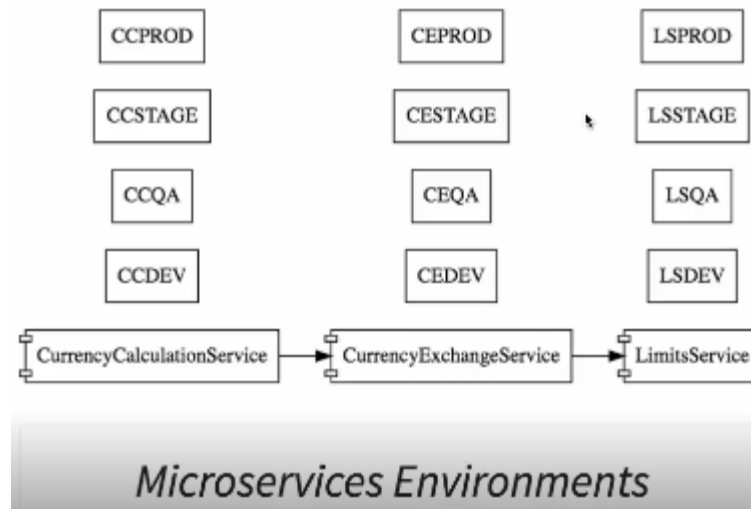 CCPROD CEPROD LSPROD
CCSTAGE CESTAGE LSSTAGE
CCQA CEQA LSQA
CCDEV CEDEV LSDEV
CurrencyCalculationService CurrencyExchangeService LimitsService
Microservices Environments